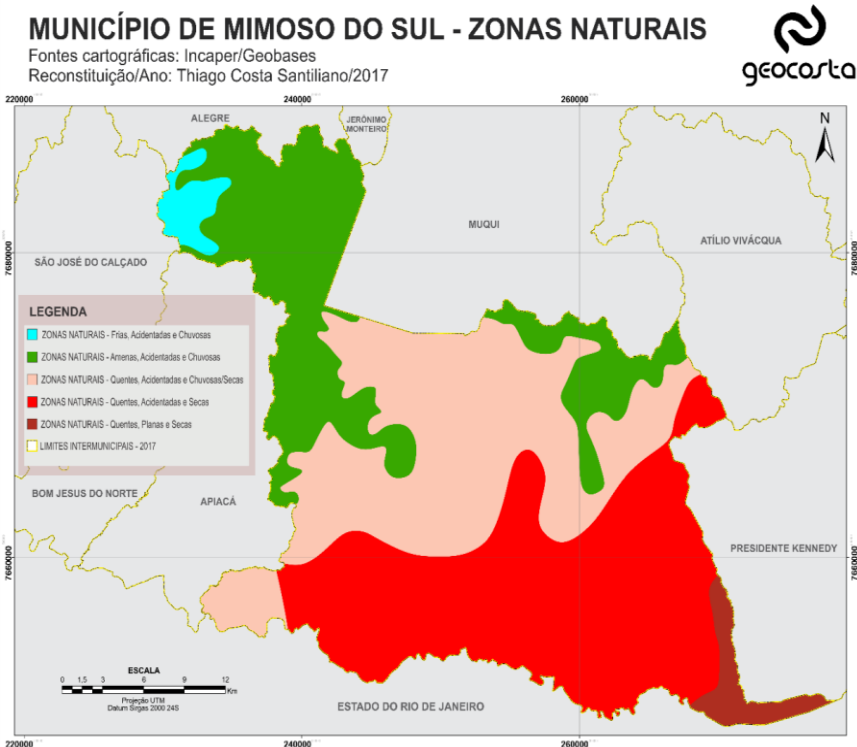 MUNICÍPIO DE MIMOSO DO SUL - ZONAS NATURAIS
Fontes cartográficas: Incaper/Geobases
Reconstituição/Ano: Thiago Costa Santiliano/2017
geocosta
220000
240000
260000
ALEGRE
JERÔNIMO
MONTEIRO
N
MUQUI
ATÍLIO VIVÁCQUA
7680000
7680000
SÃO JOSÉ DO CALÇADO
LEGENDA
ZONAS NATURAIS - Frias, Acidentadas e Chuvosas
ZONAS NATURAIS - Amenas, Acidentadas e Chuvosas
ZONAS NATURAIS - Quentes, Acidentadas e Chuvosas/Secas
ZONAS NATURAIS - Quentes, Acidentadas e Secas
ZONAS NATURAIS - Quentes, Planas e Secas
LIMITES INTERMUNICIPAIS - 2017
BOM JESUS DO NORTE
APIACÁ
PRESIDENTE KENNEDY
7660000
7660000
ESCALA
0 1,5 3 6 9 12
Km
Projeção UTM
Datum Sirgas 2000 24S
ESTADO DO RIO DE JANEIRO
220000
240000
260000